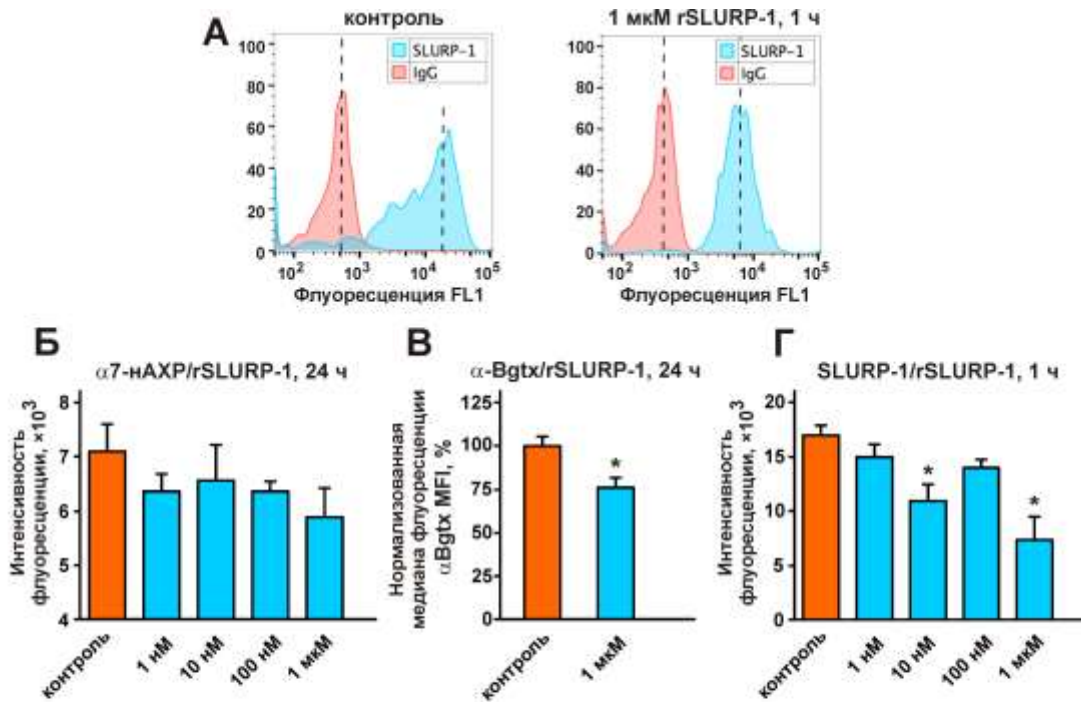 А
контроль
SLURP-1
IgG
100
80
60
40
20
0
10²
10³
10⁴
10⁵
Флуоресценция FL1
1 мкМ rSLURP-1, 1 ч
SLURP-1
IgG
100
80
60
40
20
0
10²
10³
10⁴
10⁵
Флуоресценция FL1
Б
α7-нАХР/rSLURP-1, 24 ч
Интенсивность
флуоресценции, ×10³
8
7
6
5
4
контроль
1 нМ
10 нМ
100 нМ
1 мкМ
В
α-Bgtx/rSLURP-1, 24 ч
Нормализованная
медиана флуоресценции
αBgtx MFI, %
125
100
75
50
25
0
*
контроль
1 мкМ
Г
SLURP-1/rSLURP-1, 1 ч
Интенсивность
флуоресценции, ×10³
20
15
10
5
0
*
*
контроль
1 нМ
10 нМ
100 нМ
1 мкМ